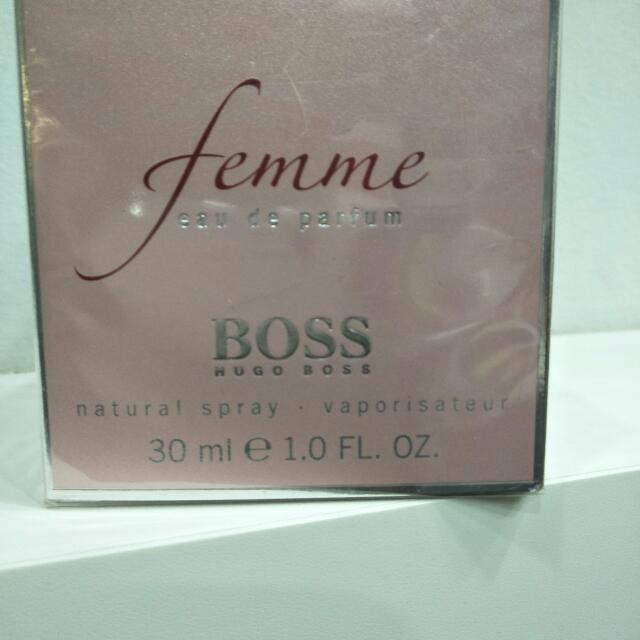 femme
eau de parfum
BOSS
HUGO BOSS
natural spray · vaporisateur
30 ml ℮ 1.0 FL. OZ.